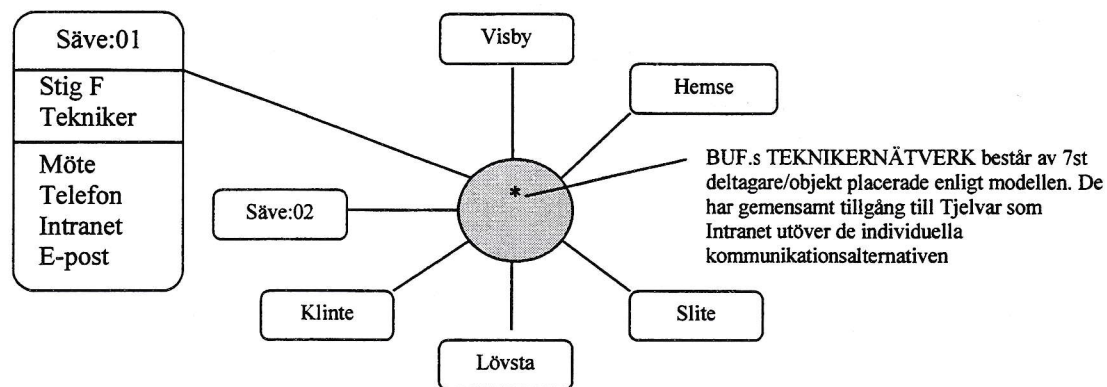 Säve:01
Stig F
Tekniker
Möte
Telefon
Intranet
E-post
Visby
Hemse
*
BUF.s TEKNIKERNÄTVERK består av 7st
deltagare/objekt placerade enligt modellen. De
har gemensamt tillgång till Tjelvar som
Intranet utöver de individuella
kommunikationsalternativen
Säve:02
Klinte
Slite
Lövsta